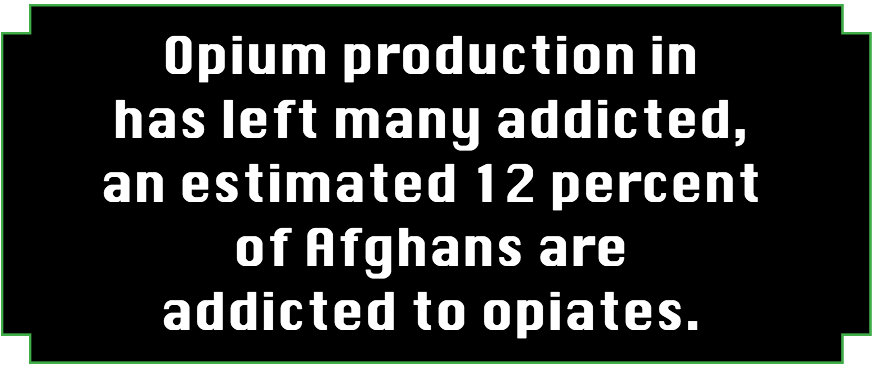 Opium production in
has left many addicted,
an estimated 12 percent
of Afghans are
addicted to opiates.